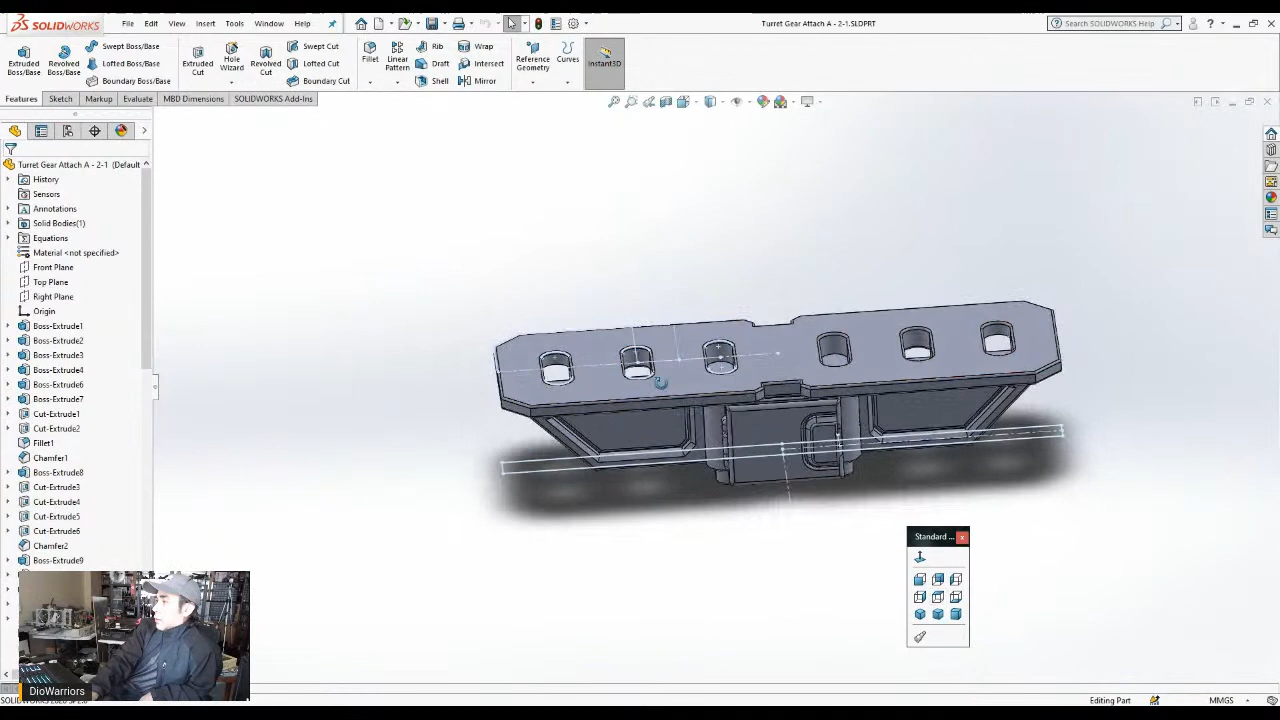 SOLIDWORKS
File Edit View Insert Tools Window Help
Turret Gear Attach A - 2-1.SLDPRT
Search SOLIDWORKS Help
Extruded Boss/Base
Revolved Boss/Base
Swept Boss/Base
Lofted Boss/Base
Boundary Boss/Base
Extruded Cut
Hole Wizard
Revolved Cut
Swept Cut
Lofted Cut
Boundary Cut
Fillet
Linear Pattern
Rib
Draft
Shell
Wrap
Intersect
Mirror
Reference Geometry
Curves
Instant3D
Features Sketch Markup Evaluate MBD Dimensions SOLIDWORKS Add-Ins
Turret Gear Attach A - 2-1 (Default
History
Sensors
Annotations
Solid Bodies(1)
Equations
Material <not specified>
Front Plane
Top Plane
Right Plane
Origin
Boss-Extrude1
Boss-Extrude2
Boss-Extrude3
Boss-Extrude4
Boss-Extrude6
Boss-Extrude7
Cut-Extrude1
Cut-Extrude2
Fillet1
Chamfer1
Boss-Extrude8
Cut-Extrude3
Cut-Extrude4
Cut-Extrude5
Cut-Extrude6
Chamfer2
Boss-Extrude9
Standard ...
DioWarriors
Editing Part
MMGS